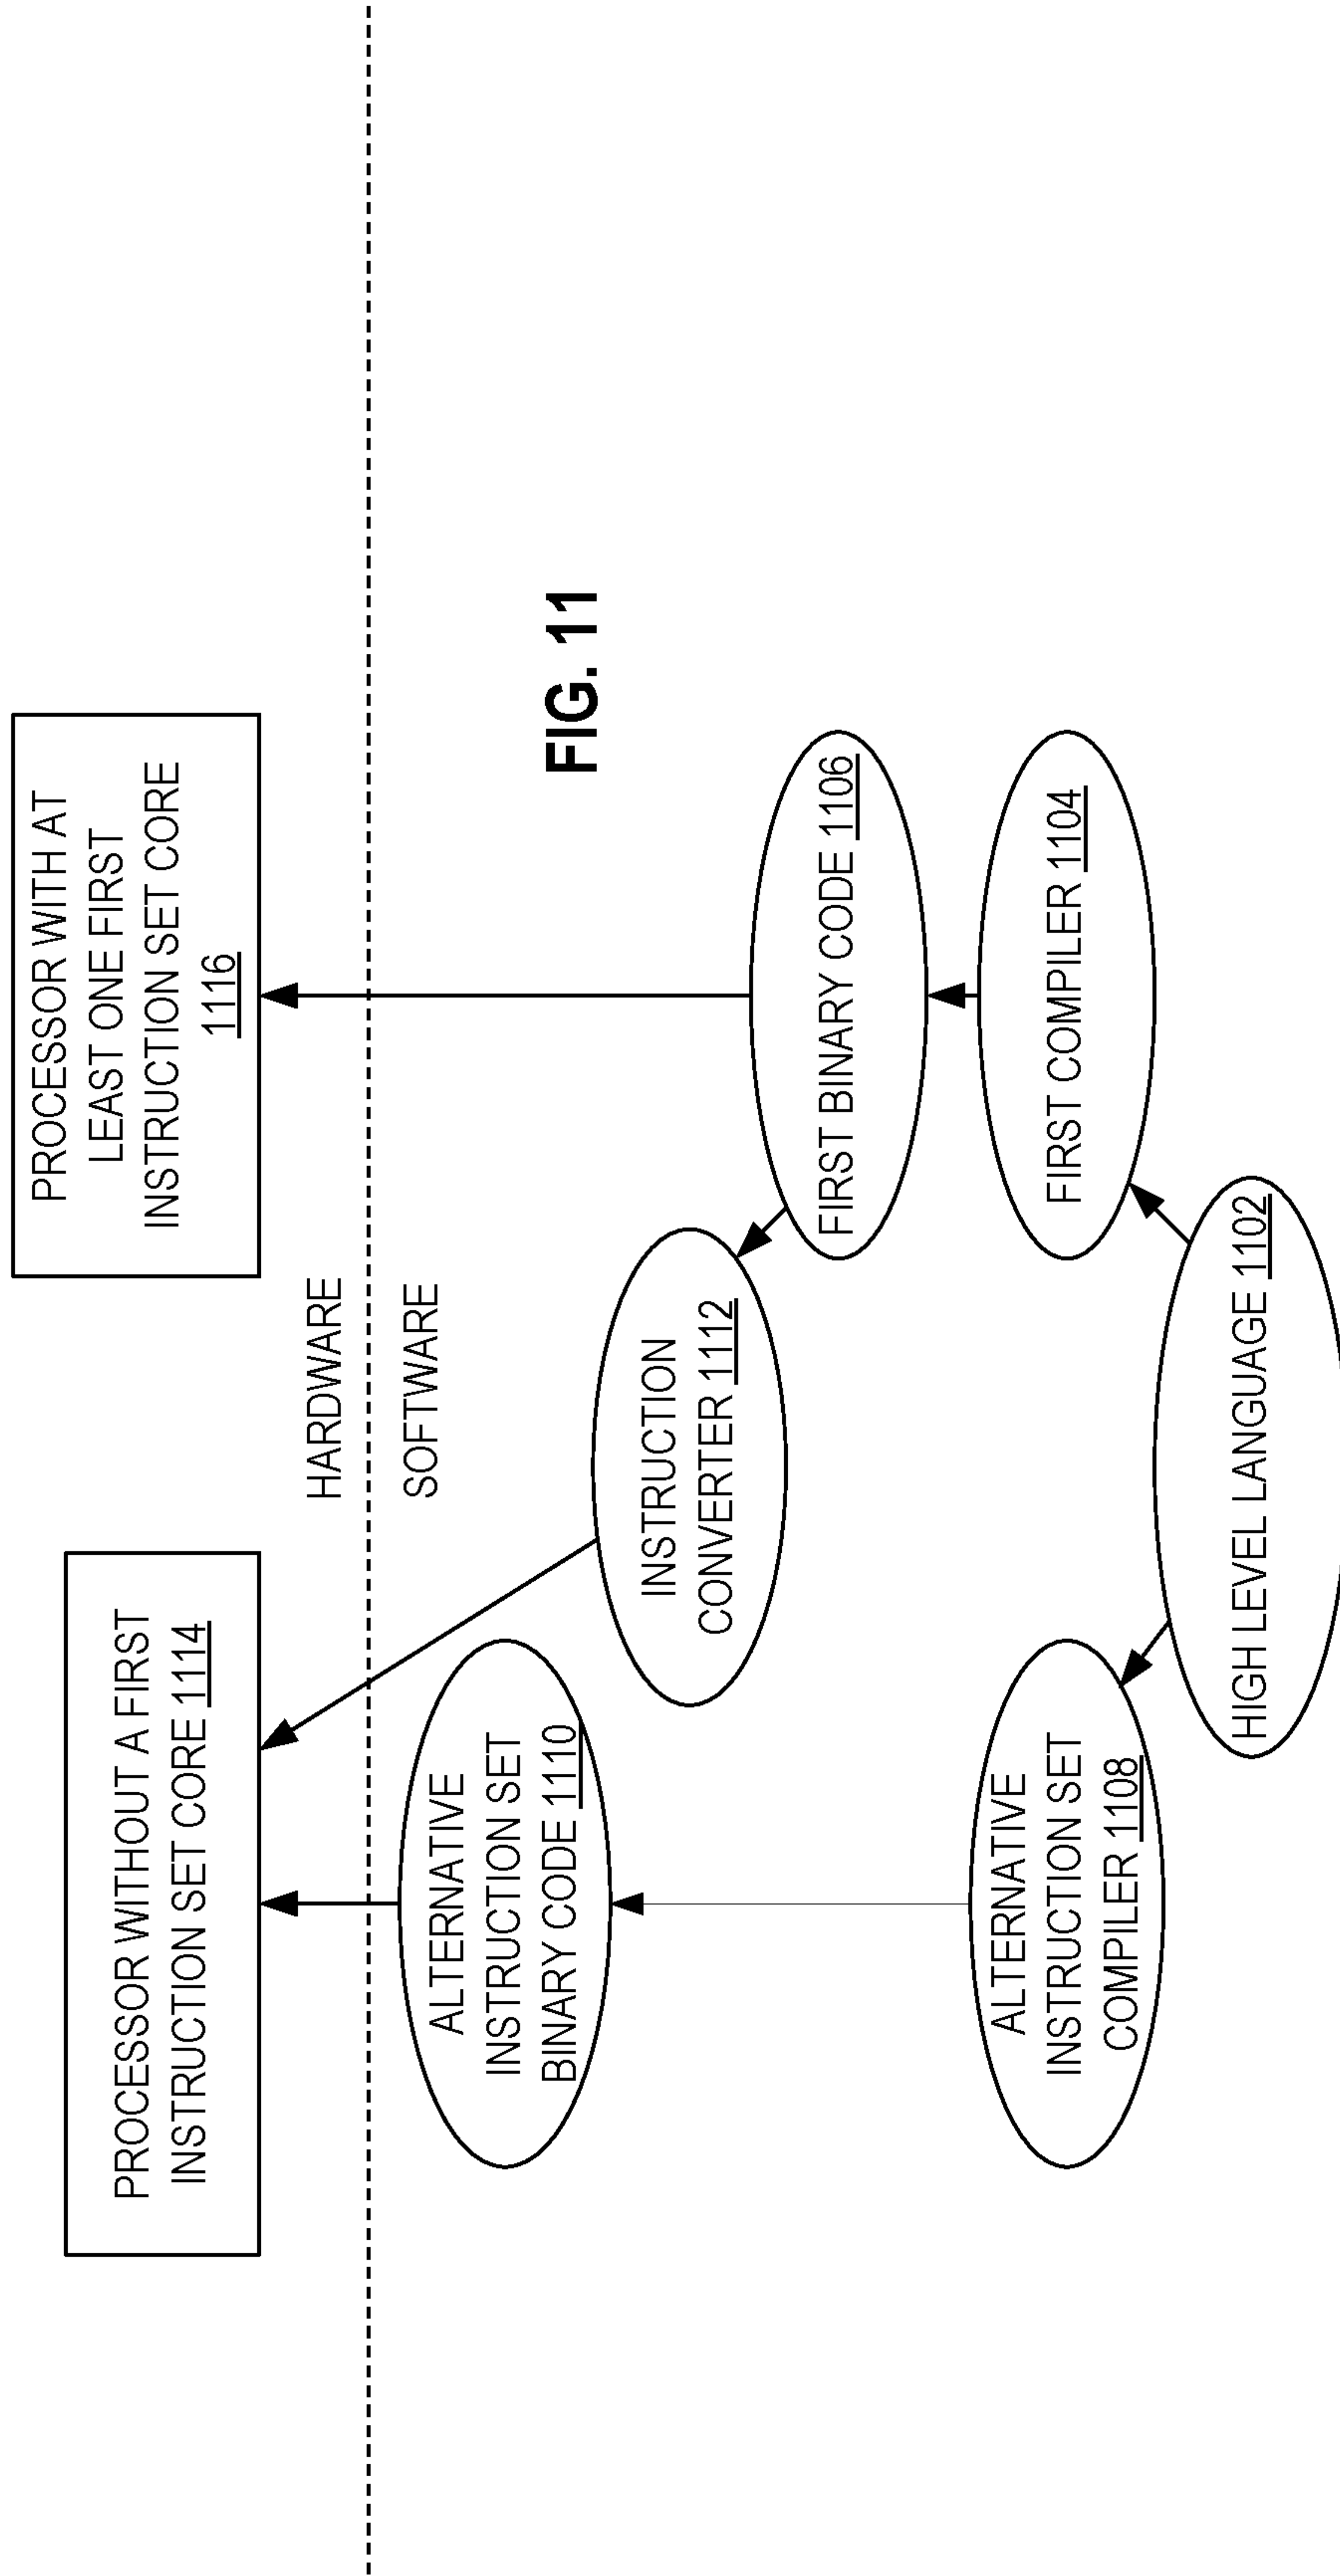 PROCESSOR WITHOUT A FIRST
INSTRUCTION SET CORE 1114
PROCESSOR WITH AT
LEAST ONE FIRST
INSTRUCTION SET CORE
1116
HARDWARE
SOFTWARE
ALTERNATIVE
INSTRUCTION SET
BINARY CODE 1110
INSTRUCTION
CONVERTER 1112
FIG. 11
FIRST BINARY CODE 1106
ALTERNATIVE
INSTRUCTION SET
COMPILER 1108
FIRST COMPILER 1104
HIGH LEVEL LANGUAGE 1102